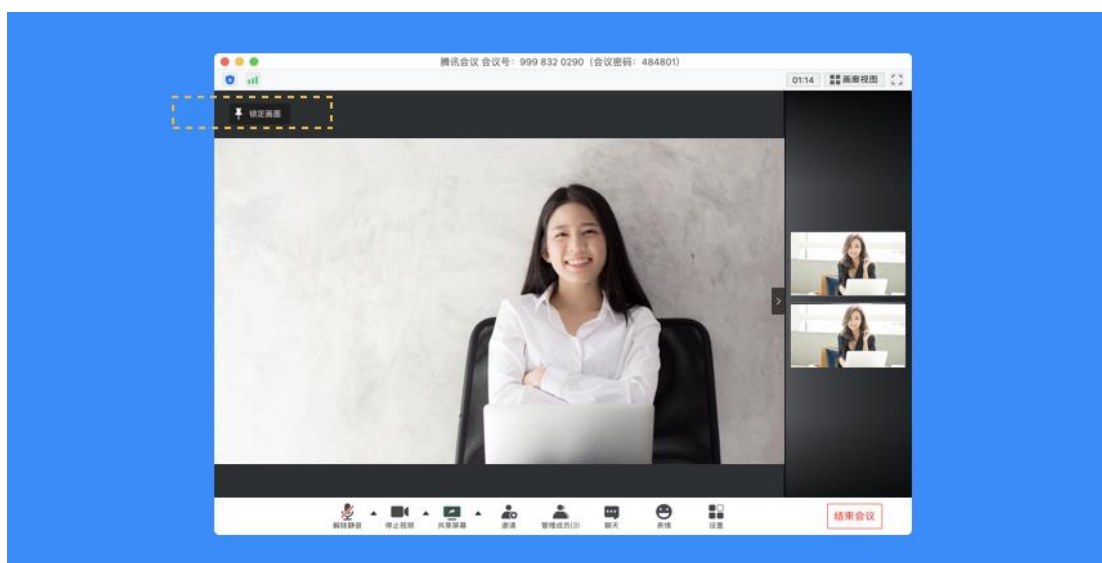 腾讯会议 会议号：999 832 0290（会议密码：484801）
01:14 画廊视图
锁定画面
解除静音 停止视频 共享屏幕 邀请 管理成员(3) 聊天 表情 设置
结束会议